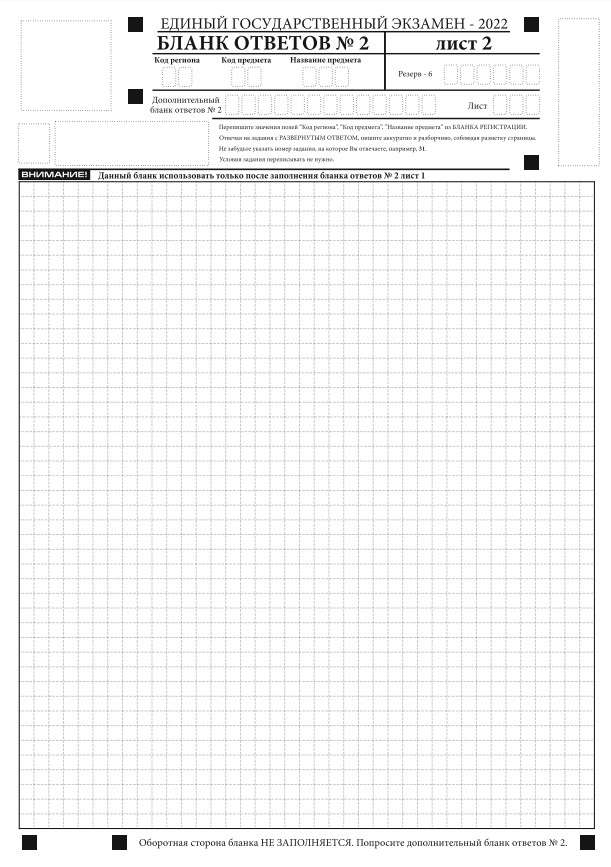 ЕДИНЫЙ ГОСУДАРСТВЕННЫЙ ЭКЗАМЕН - 2022
БЛАНК ОТВЕТОВ № 2
лист 2
Код региона
Код предмета
Название предмета
Резерв - 6
Дополнительный
бланк ответов № 2
Лист
Перепишите значения полей "Код региона", "Код предмета", "Название предмета" из БЛАНКА РЕГИСТРАЦИИ.
Отвечая на задания с РАЗВЕРНУТЫМ ОТВЕТОМ, пишите аккуратно и разборчиво, соблюдая разметку страницы.
Не забудьте указать номер задания, на которое Вы отвечаете, например, 31.
Условия задания переписывать не нужно.
ВНИМАНИЕ!
Данный бланк использовать только после заполнения бланка ответов № 2 лист 1
Оборотная сторона бланка НЕ ЗАПОЛНЯЕТСЯ. Попросите дополнительный бланк ответов № 2.